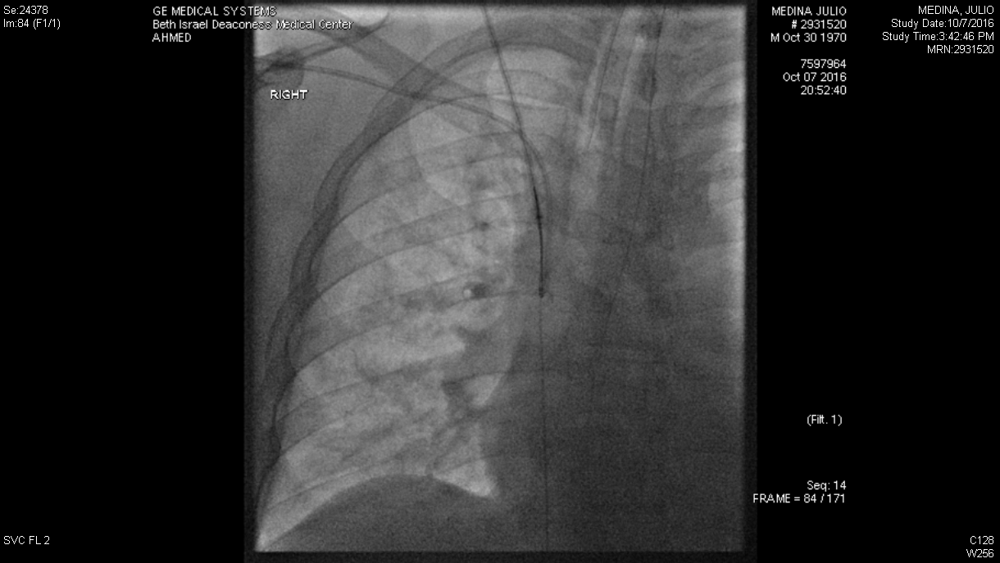 Se:24378
Im:84 (F1/1)
GE MEDICAL SYSTEMS
Beth Israel Deaconess Medical Center
AHMED
MEDINA JULIO
# 2931520
M Oct 30 1970
7597964
Oct 07 2016
20:52:40
MEDINA, JULIO
Study Date:10/7/2016
Study Time:3:42:46 PM
MRN:2931520
RIGHT
(Filt. 1)
Seq: 14
FRAME = 84 / 171
SVC FL 2
C128
W256